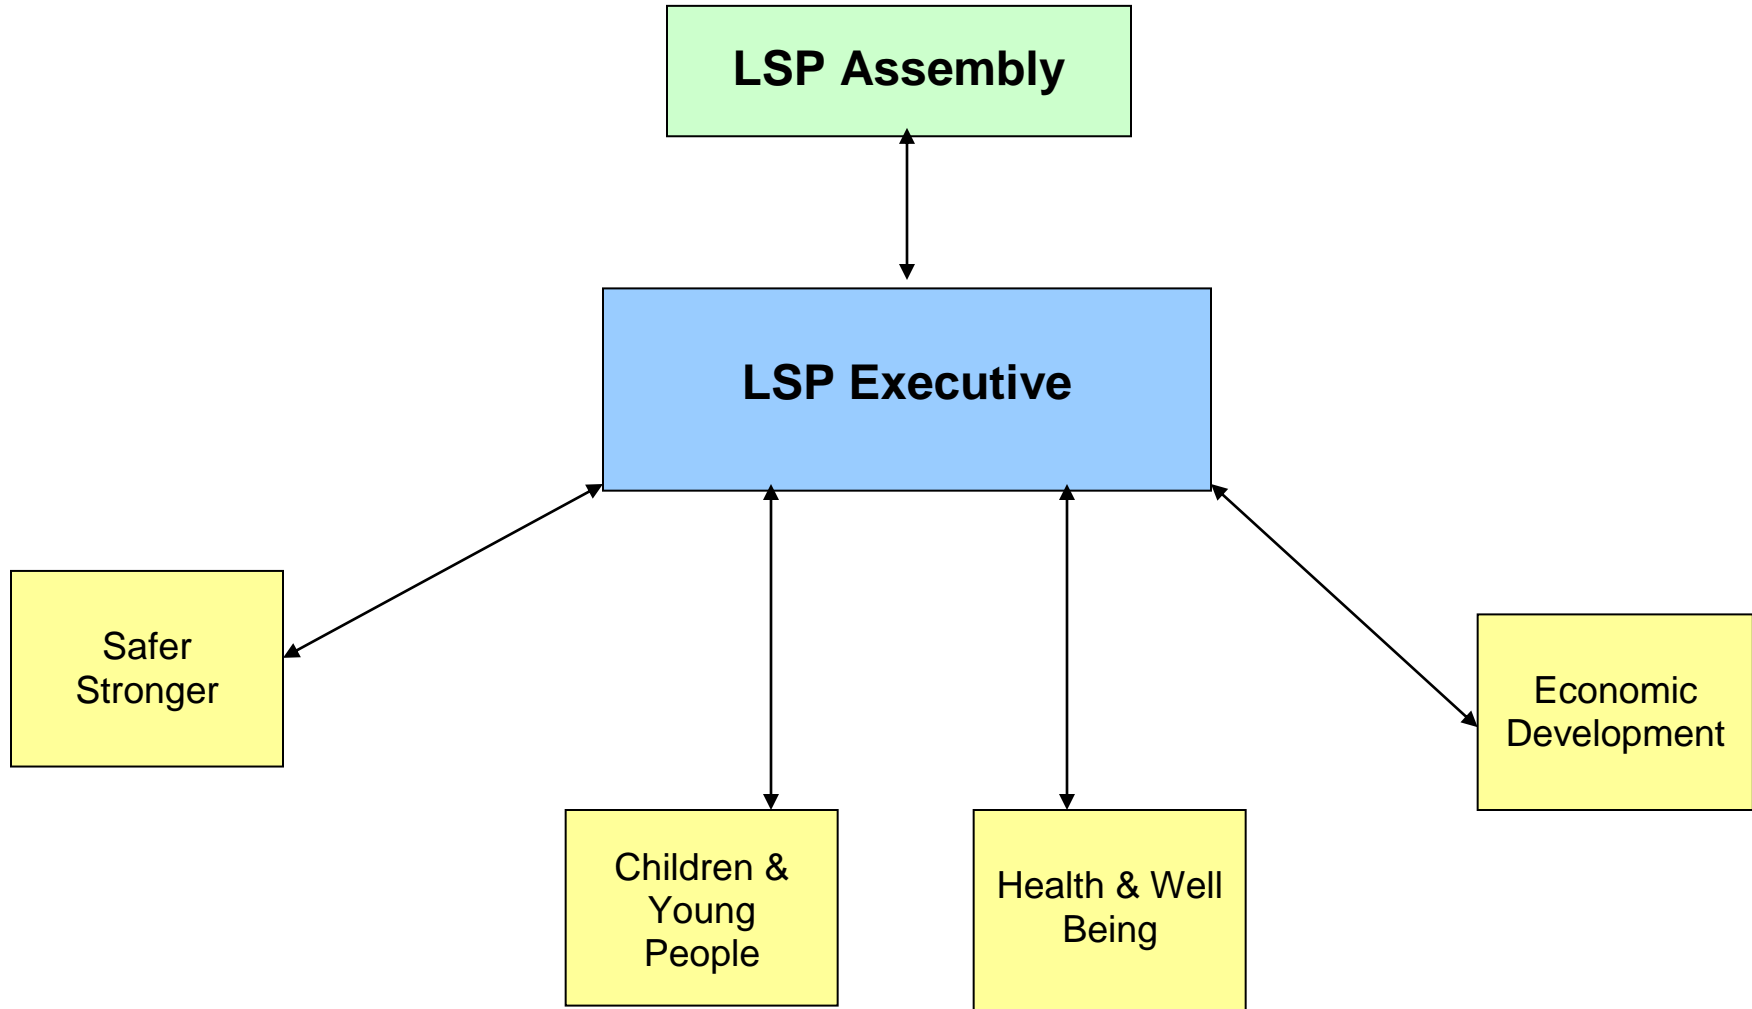 LSP Assembly
LSP Executive
Safer
Stronger
Economic
Development
Children &
Young
People
Health & Well
Being